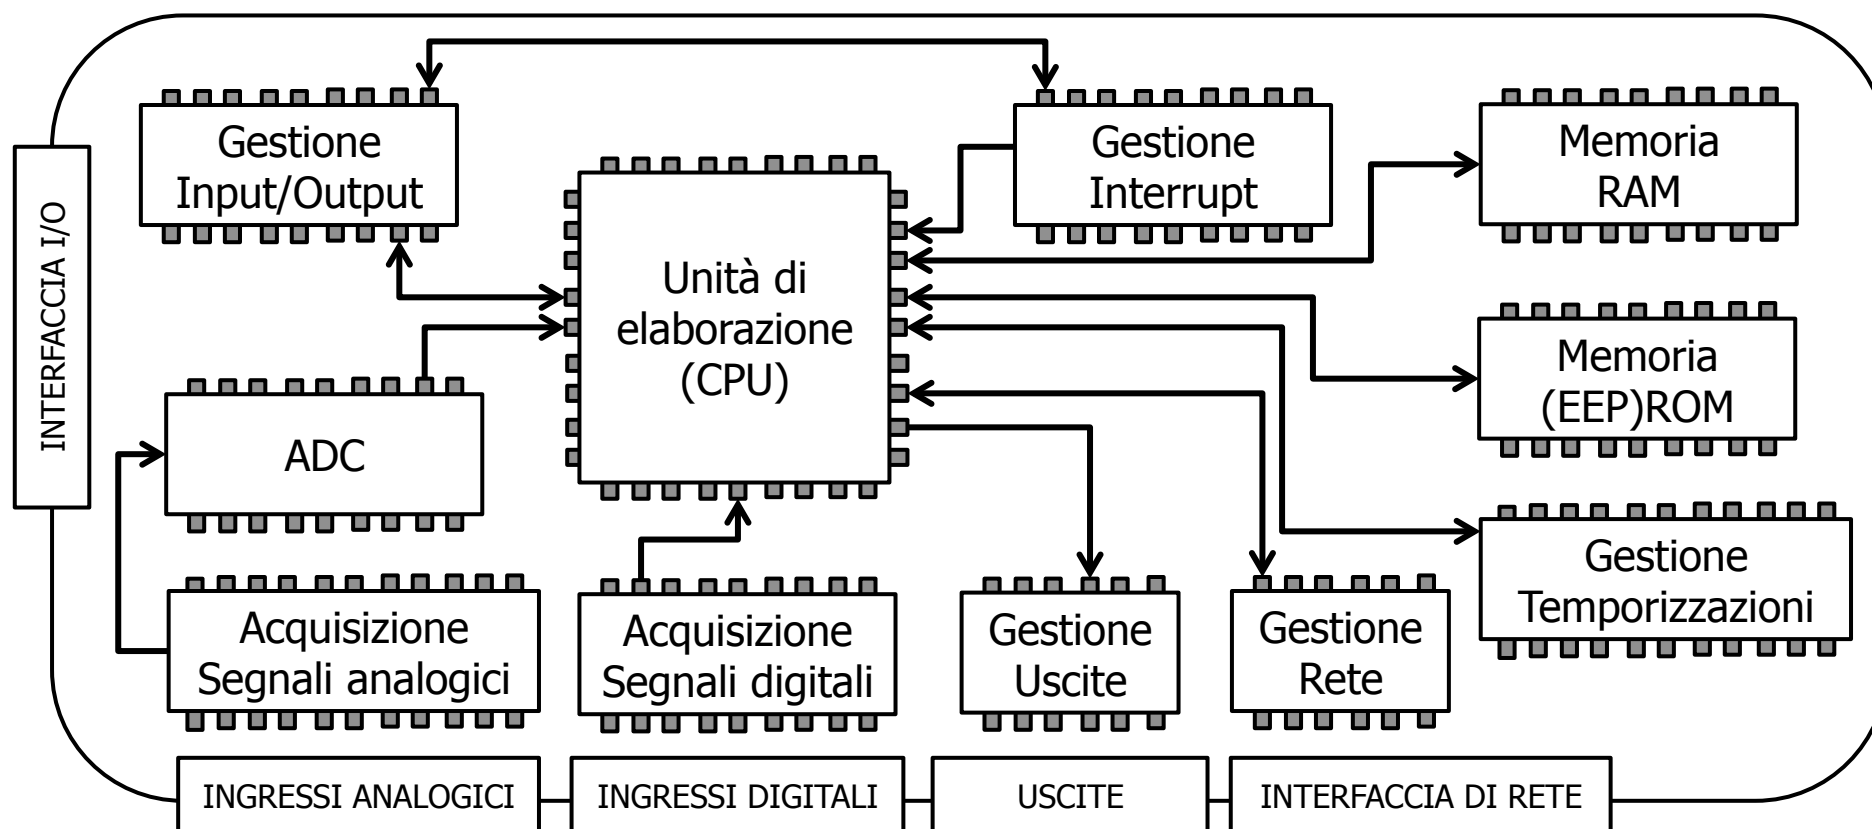 Gestione
Input/Output
Gestione
Interrupt
Memoria
RAM
INTERFACCIA I/O
Unità di
elaborazione
(CPU)
Memoria
(EEP)ROM
ADC
Gestione
Temporizzazioni
Acquisizione
Segnali analogici
Acquisizione
Segnali digitali
Gestione
Uscite
Gestione
Rete
INGRESSI ANALOGICI
INGRESSI DIGITALI
USCITE
INTERFACCIA DI RETE